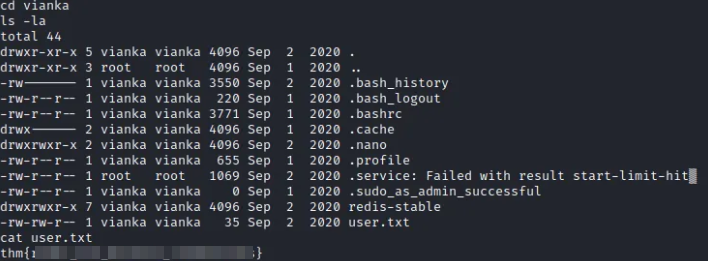 cd vianka
ls -la
total 44
drwxr-xr-x 5 vianka vianka 4096 Sep  2  2020 .
drwxr-xr-x 3 root   root   4096 Sep  1  2020 ..
-rw------- 1 vianka vianka 3550 Sep  2  2020 .bash_history
-rw-r--r-- 1 vianka vianka  220 Sep  1  2020 .bash_logout
-rw-r--r-- 1 vianka vianka 3771 Sep  1  2020 .bashrc
drwx------ 2 vianka vianka 4096 Sep  1  2020 .cache
drwxrwxr-x 2 vianka vianka 4096 Sep  2  2020 .nano
-rw-r--r-- 1 vianka vianka  655 Sep  1  2020 .profile
-rw-r--r-- 1 root   root   1069 Sep  2  2020 .service: Failed with result start-limit-hit
-rw-r--r-- 1 vianka vianka    0 Sep  1  2020 .sudo_as_admin_successful
drwxrwxr-x 7 vianka vianka 4096 Sep  2  2020 redis-stable
-rw-rw-r-- 1 vianka vianka   35 Sep  2  2020 user.txt
cat user.txt
thm{